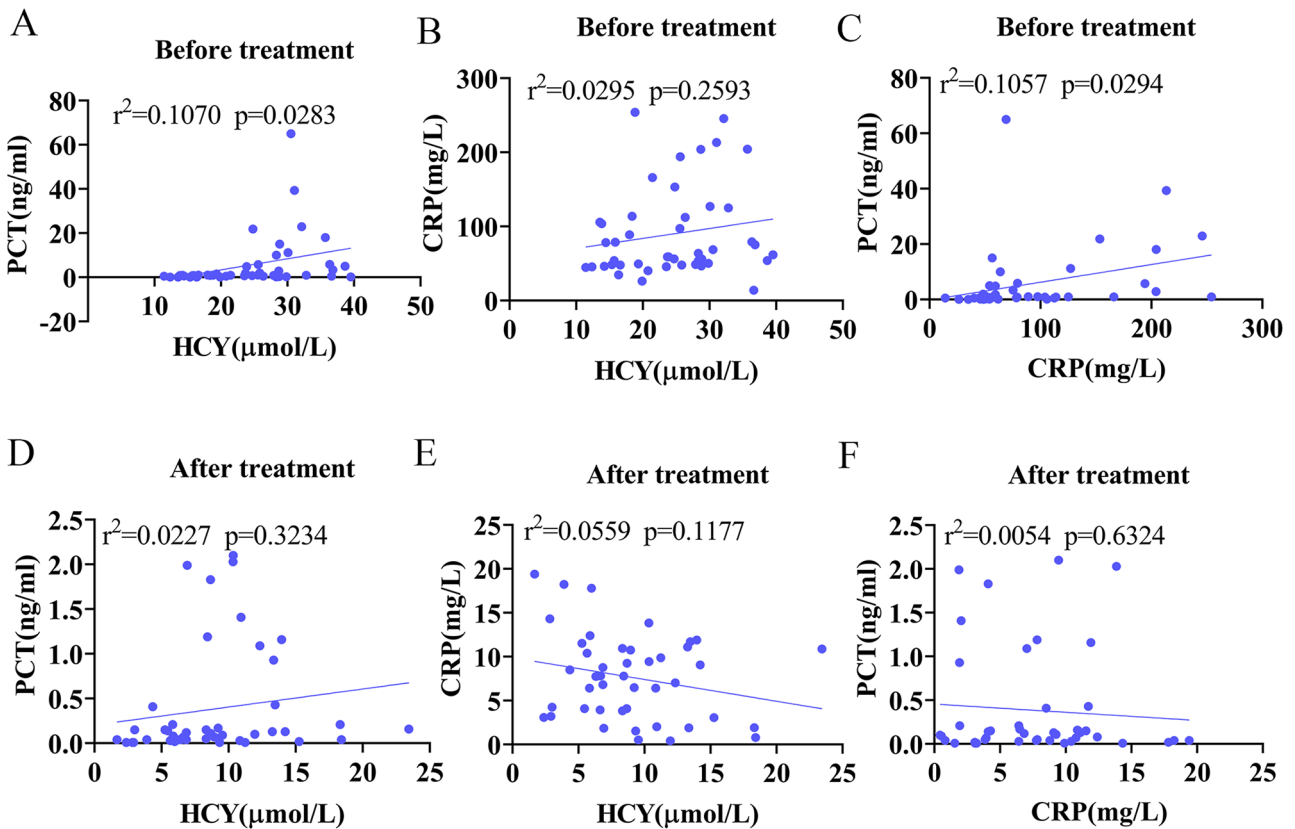 A
Before treatment
r²=0.1070 p=0.0283
PCT(ng/ml)
80
60
40
20
0
-20
10 20 30 40 50
HCY(μmol/L)
B
Before treatment
r²=0.0295 p=0.2593
CRP(mg/L)
300
200
100
0
0 10 20 30 40 50
HCY(μmol/L)
C
Before treatment
r²=0.1057 p=0.0294
PCT(ng/ml)
80
60
40
20
0
0 100 200 300
CRP(mg/L)
D
After treatment
r²=0.0227 p=0.3234
PCT(ng/ml)
2.5
2.0
1.5
1.0
0.5
0.0
0 5 10 15 20 25
HCY(μmol/L)
E
After treatment
r²=0.0559 p=0.1177
CRP(mg/L)
25
20
15
10
5
0
0 5 10 15 20 25
HCY(μmol/L)
F
After treatment
r²=0.0054 p=0.6324
PCT(ng/ml)
2.5
2.0
1.5
1.0
0.5
0.0
0 5 10 15 20 25
CRP(mg/L)